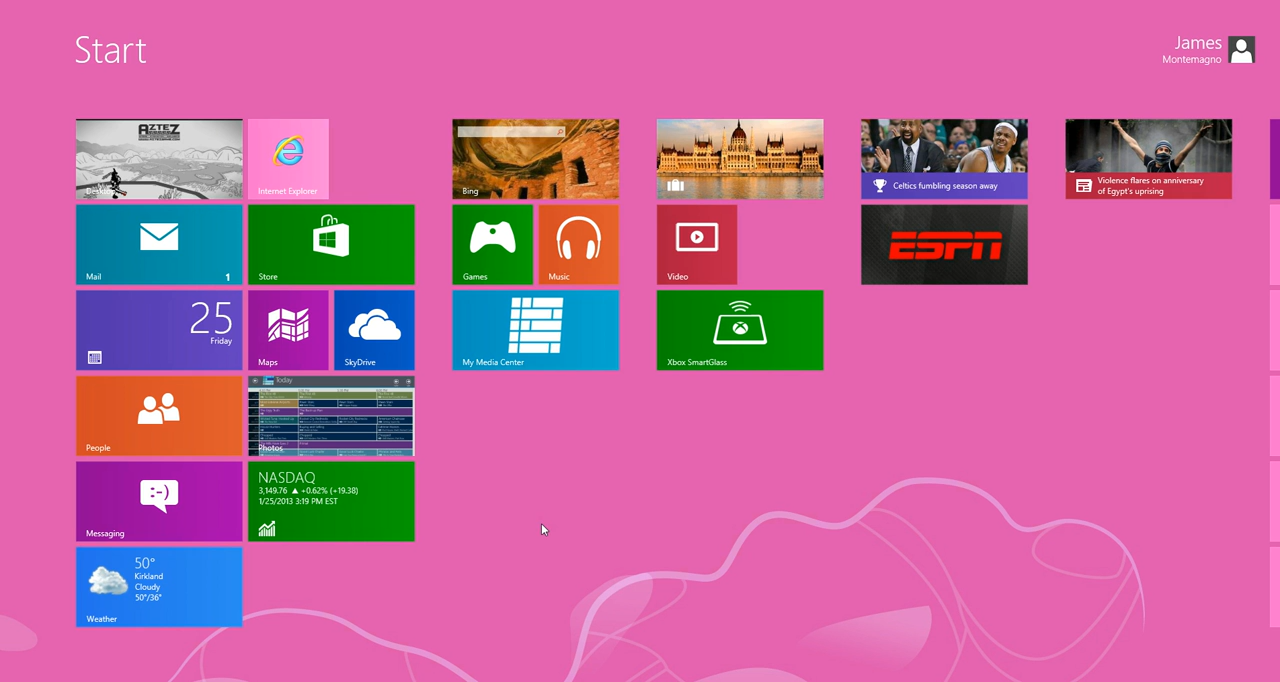 Start
James
Montemagno
AZTEZ
Desktop
Internet Explorer
Mail
1
Store
25
Friday
Maps
SkyDrive
People
Today
Photos
Messaging
NASDAQ
3,149.76 ▲ +0.62% (+19.38)
1/25/2013 3:19 PM EST
50°
Kirkland
Cloudy
50°/36°
Weather
Bing
Games
Music
My Media Center
Video
Xbox SmartGlass
Celtics fumbling season away
ESPN
Violence flares on anniversary
of Egypt's uprising